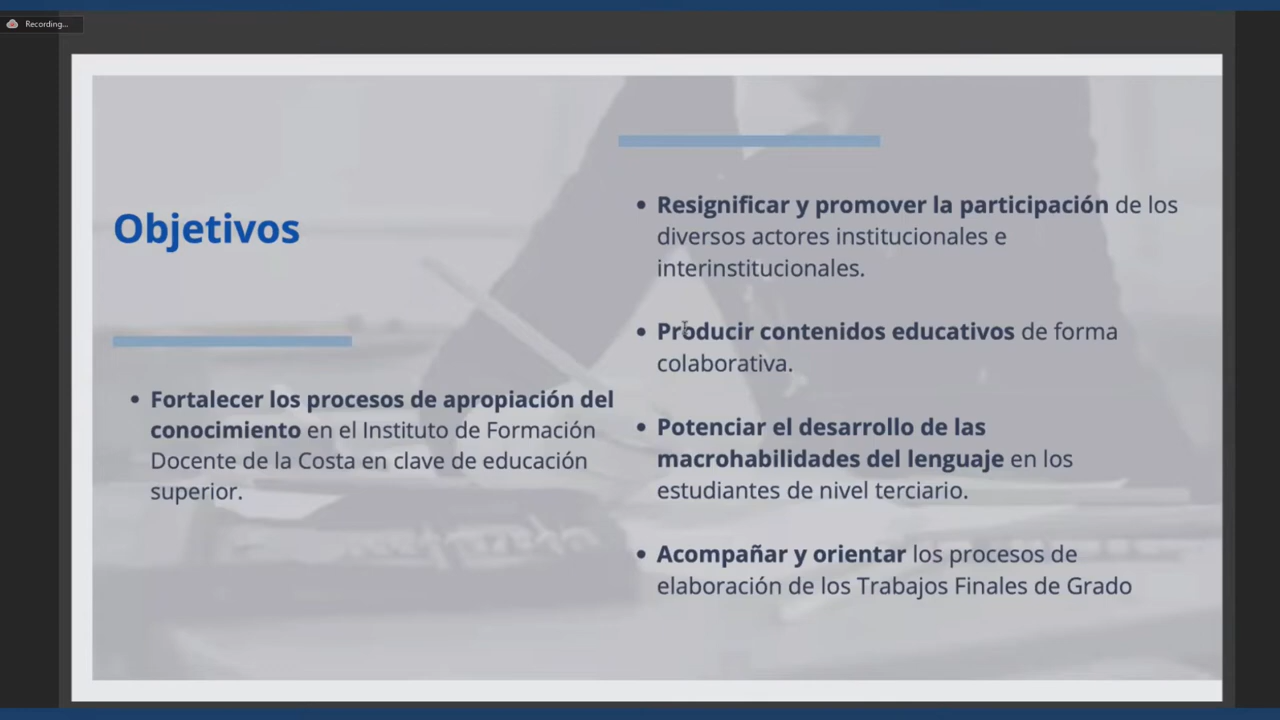 Recording...
Objetivos
• Fortalecer los procesos de apropiación del
conocimiento en el Instituto de Formación
Docente de la Costa en clave de educación
superior.
• Resignificar y promover la participación de los
diversos actores institucionales e
interinstitucionales.
• Producir contenidos educativos de forma
colaborativa.
• Potenciar el desarrollo de las
macrohabilidades del lenguaje en los
estudiantes de nivel terciario.
• Acompañar y orientar los procesos de
elaboración de los Trabajos Finales de Grado